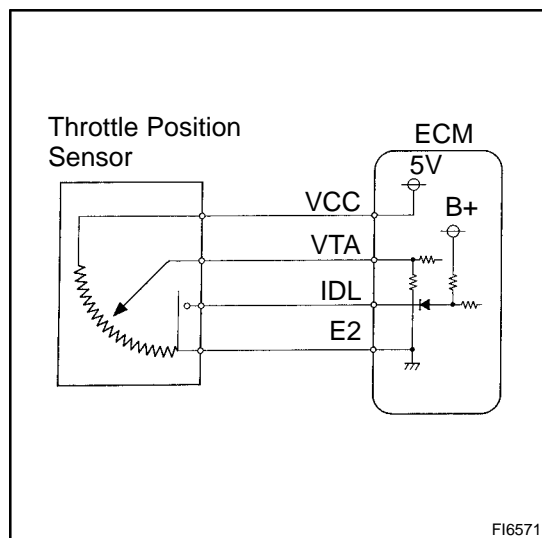 Throttle Position
Sensor
ECM
5V
B+
VCC
VTA
IDL
E2
FI6571